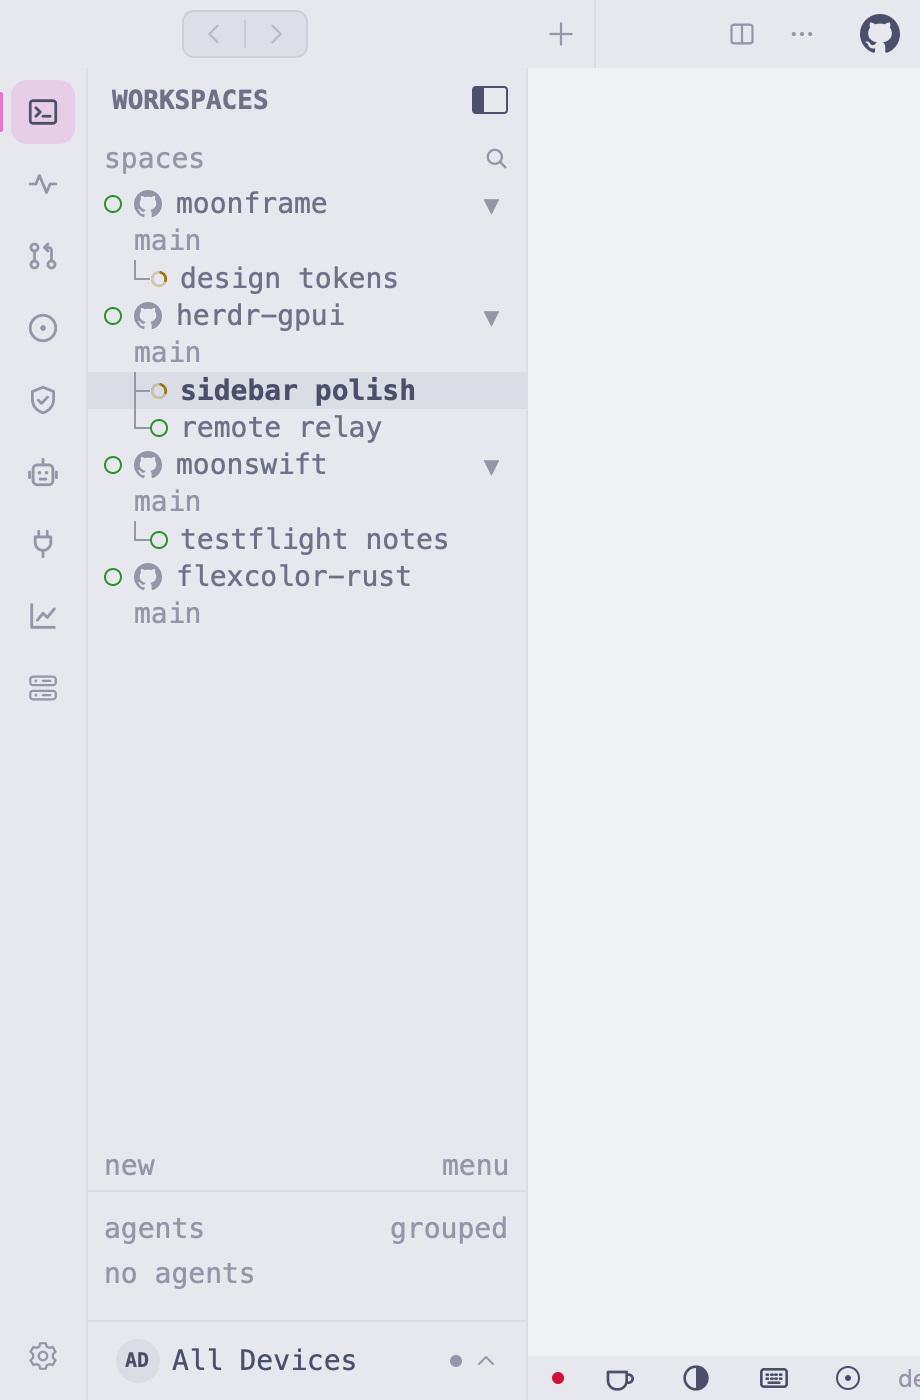 WORKSPACES
spaces
moonframe
main
design tokens
herdr-gpui
main
sidebar polish
remote relay
moonswift
main
testflight notes
flexcolor-rust
main
new menu
agents grouped
no agents
AD All Devices